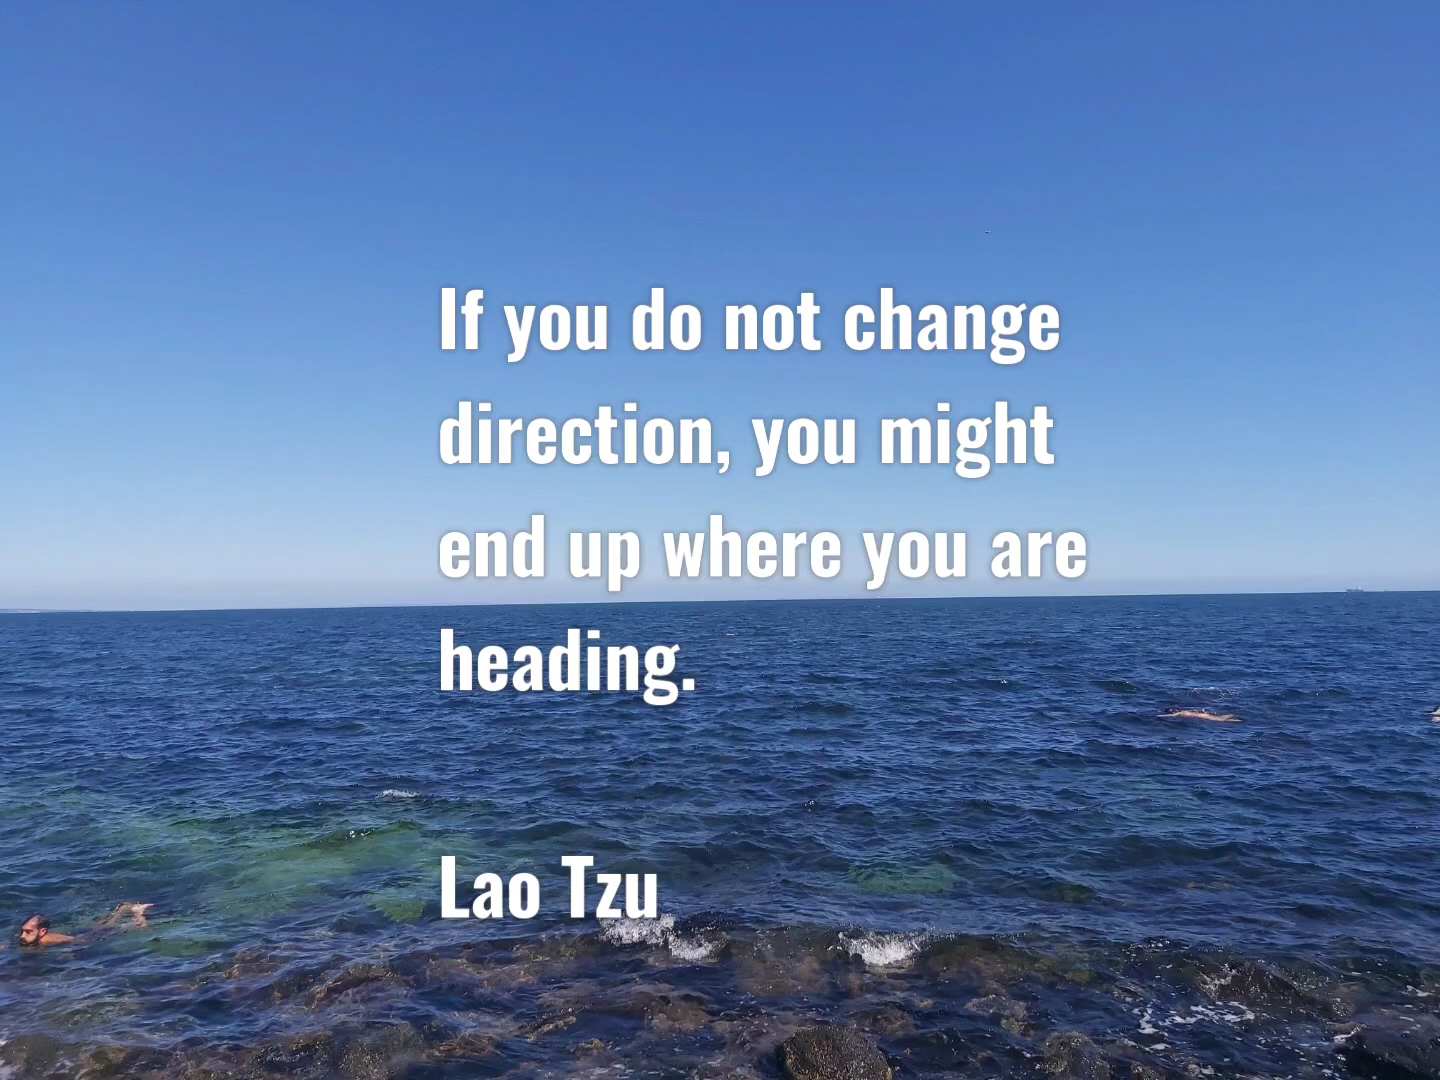 If you do not change
direction, you might
end up where you are
heading.
Lao Tzu